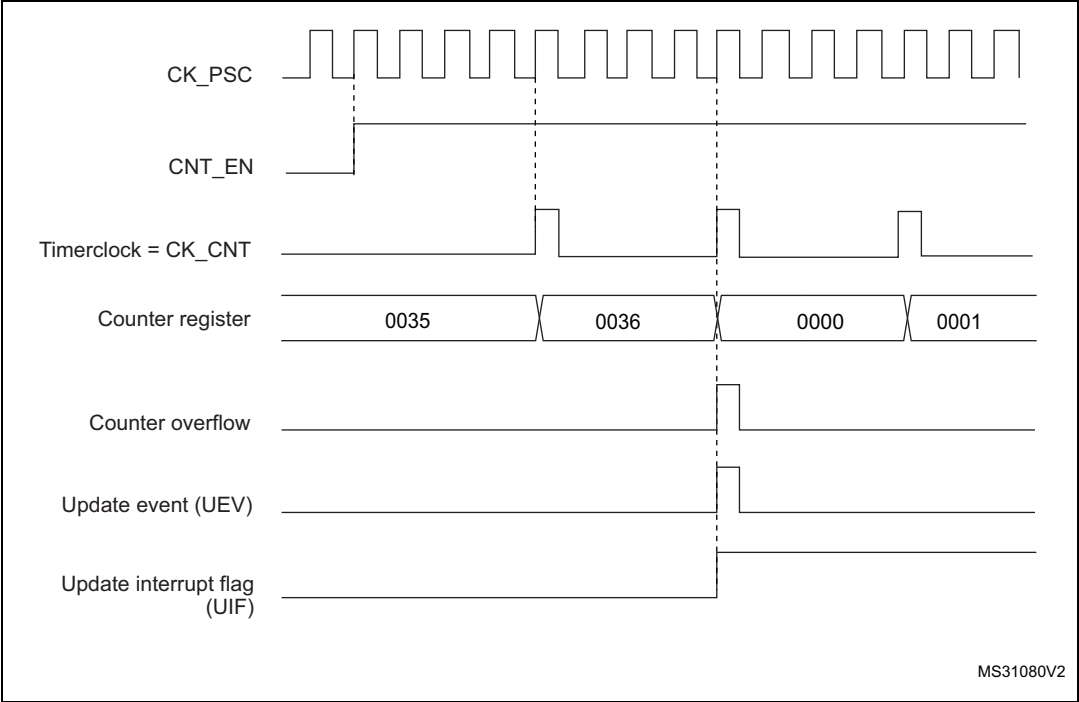 CK_PSC
CNT_EN
Timerclock = CK_CNT
Counter register
0035
0036
0000
0001
Counter overflow
Update event (UEV)
Update interrupt flag
(UIF)
MS31080V2